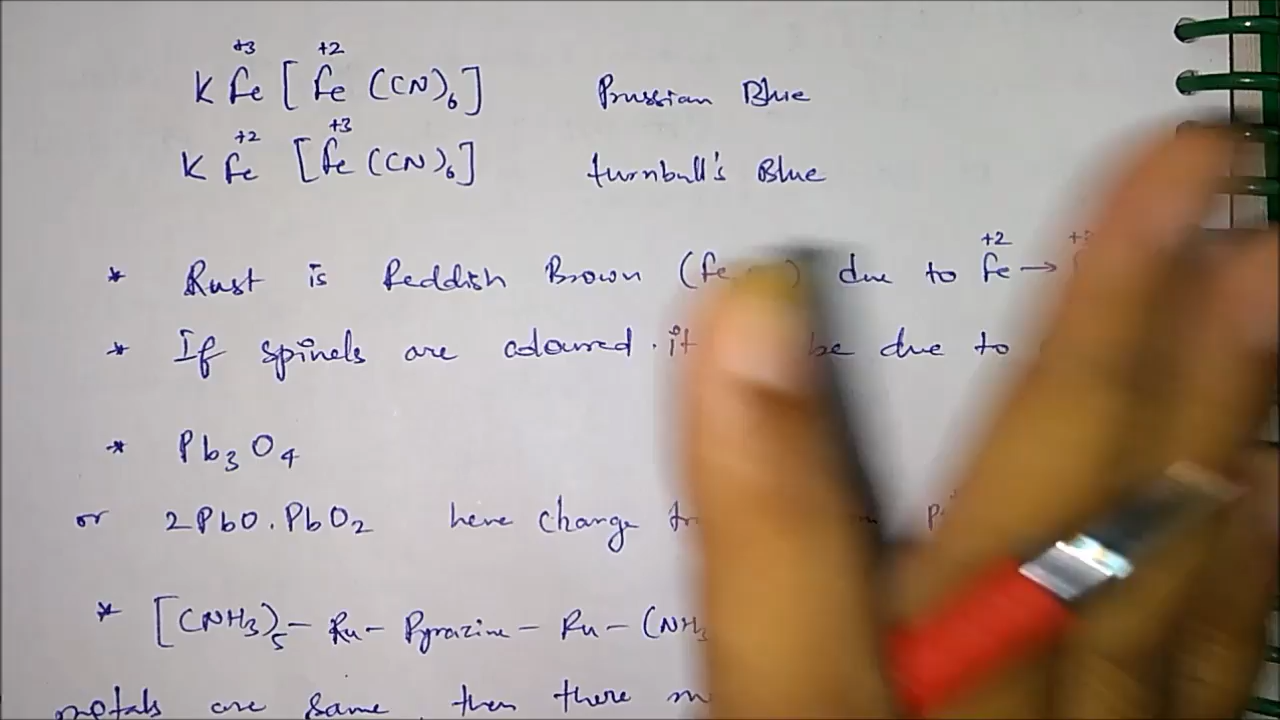 +3 +2
K Fe [Fe (CN)6] Prussian Blue
+2 +3
K Fe [Fe (CN)6] turnbull's Blue
+2
* Rust is Reddish Brown (Fe ) due to Fe →
* If spinels are coloured. it be due to
* Pb3O4
or 2PbO.PbO2 here change
* [(NH3)5 - Ru - Pyrazine - Ru - (NH3
metals are same, then there